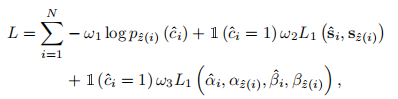 L = \sum_{i=1}^{N} - \omega_1 \log p_{\hat{z}(i)} (\hat{c}_i) + \mathbb{1} (\hat{c}_i = 1) \omega_2 L_1 (\hat{\mathbf{s}}_i, \mathbf{s}_{\hat{z}(i)})
+ \mathbb{1} (\hat{c}_i = 1) \omega_3 L_1 (\hat{\alpha}_i, \alpha_{\hat{z}(i)}, \hat{\beta}_i, \beta_{\hat{z}(i)}),